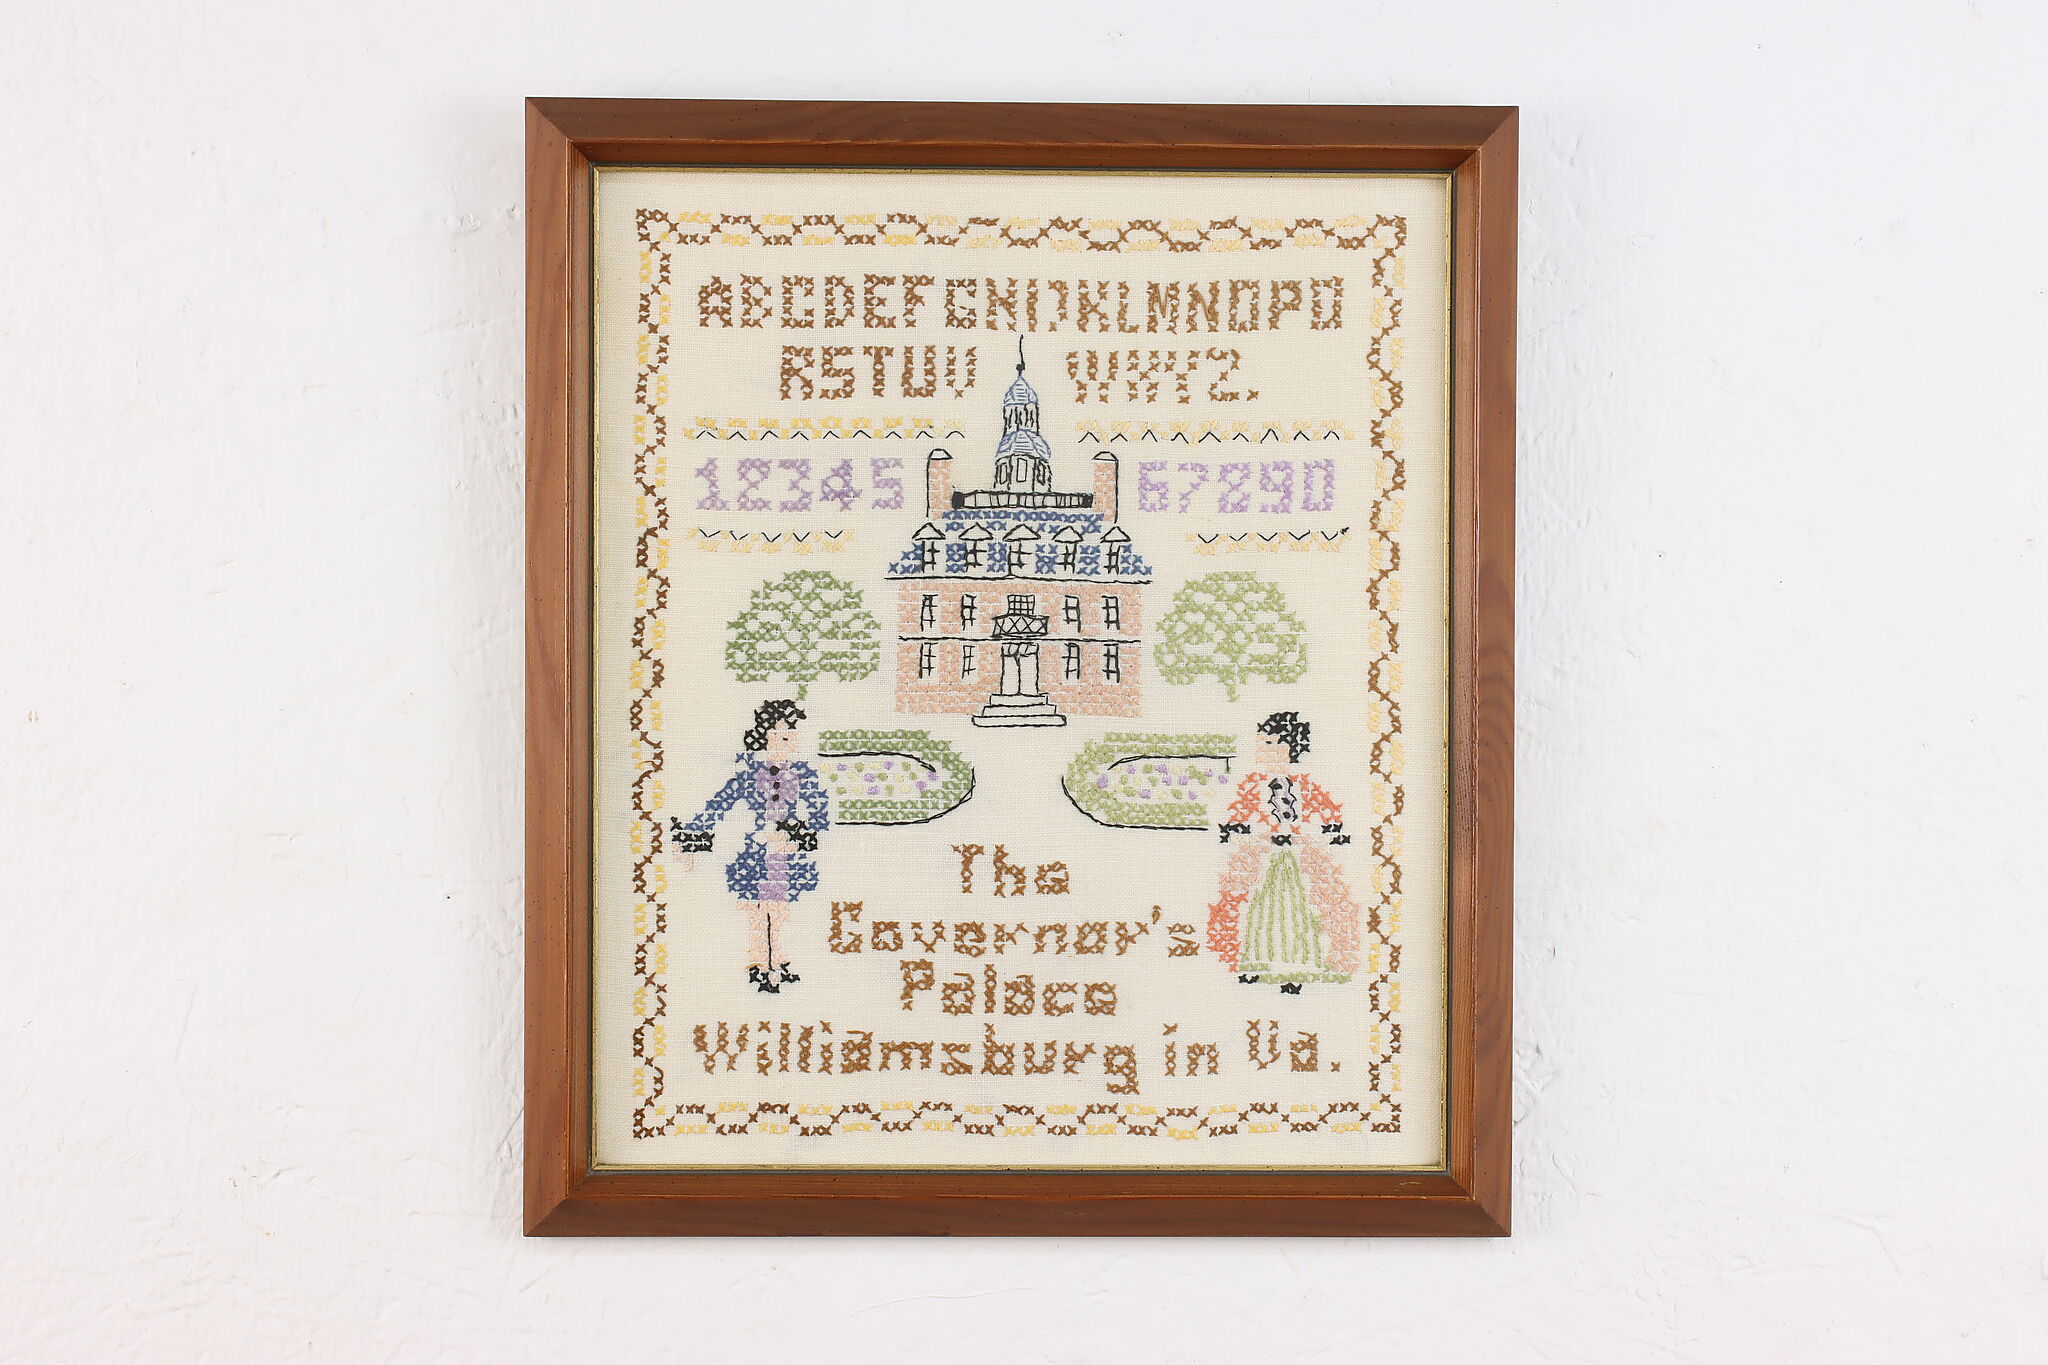 ABCDEFGHIJKLMNOPQ
RSTUV WXYZ.
12345 67890
The
Governor's
Palace
Williamsburg in Va.